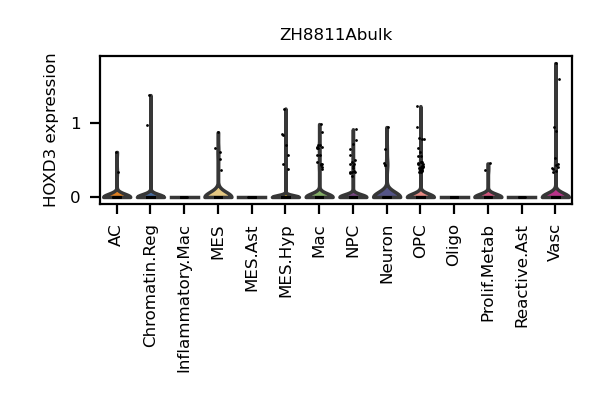 ZH8811Abulk
HOXD3 expression
1
0
AC
Chromatin.Reg
Inflammatory.Mac
MES
MES.Ast
MES.Hyp
Mac
NPC
Neuron
OPC
Oligo
Prolif.Metab
Reactive.Ast
Vasc